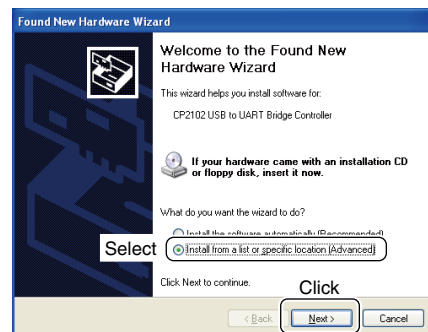 Found New Hardware Wizard
Welcome to the Found New
Hardware Wizard
This wizard helps you install software for:
CP2102 USB to UART Bridge Controller
If your hardware came with an installation CD
or floppy disk, insert it now.
What do you want the wizard to do?
Install the software automatically (Recommended)
Select
Install from a list or specific location (Advanced)
Click Next to continue.
Click
< Back
Next >
Cancel